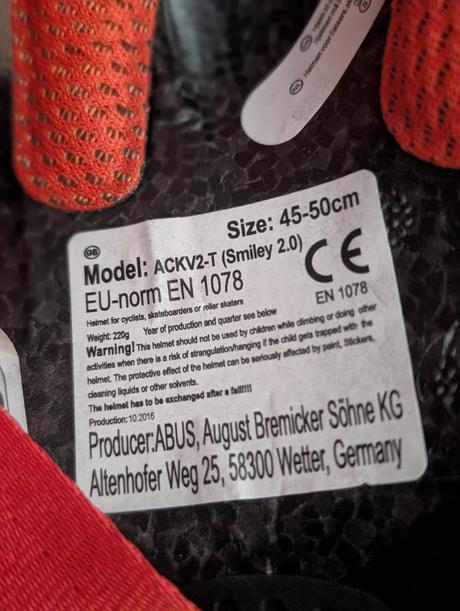 Helmen voor fietsers, sk
NL
GB
Size: 45-50cm
Model: ACKV2-T (Smiley 2.0)
EU-norm EN 1078
CE
EN 1078
Helmet for cyclists, skateboarders or roller skaters
Weight: 220g Year of production and quarter see below
Warning! This helmet should not be used by children while climbing or doing other
activities when there is a risk of strangulation/hanging if the child gets trapped with the
helmet. The protective effect of the helmet can be seriously affected by paint, Stickers,
cleaning liquids or other solvents.
The helmet has to be exchanged after a fall!!!!
Production: 10.2016
Producer:ABUS, August Bremicker Söhne KG
Altenhofer Weg 25, 58300 Wetter, Germany